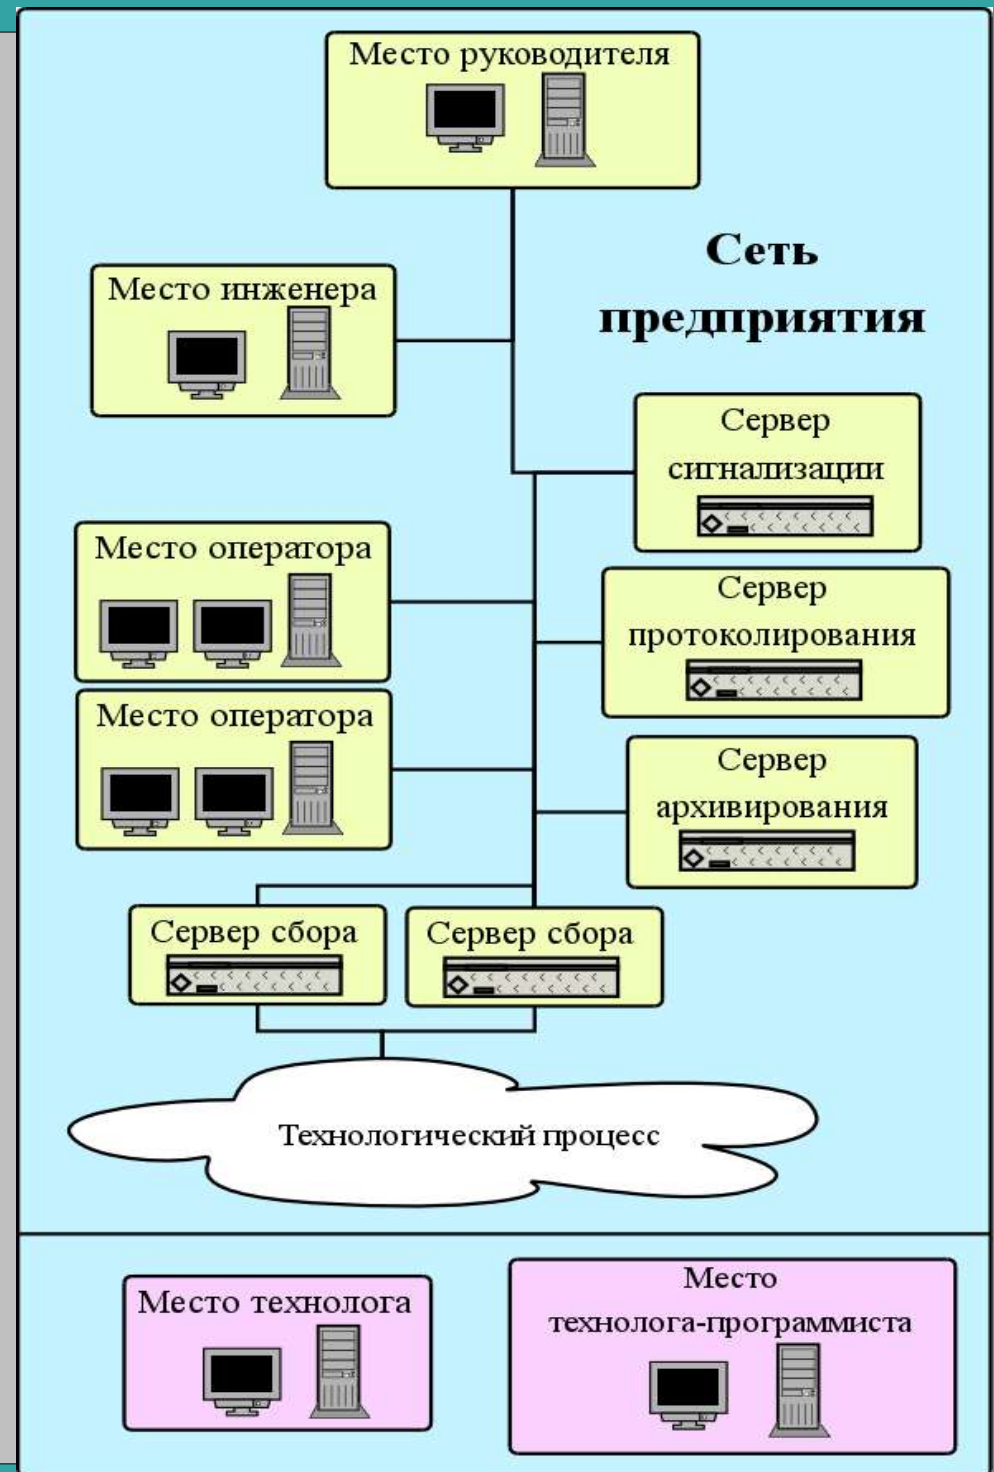 Место руководителя
Сеть
предприятия
Место инженера
Сервер
сигнализации
Место оператора
Сервер
протоколирования
Место оператора
Сервер
архивирования
Сервер сбора
Сервер сбора
Технологический процесс
Место технолога
Место
технолога-программиста